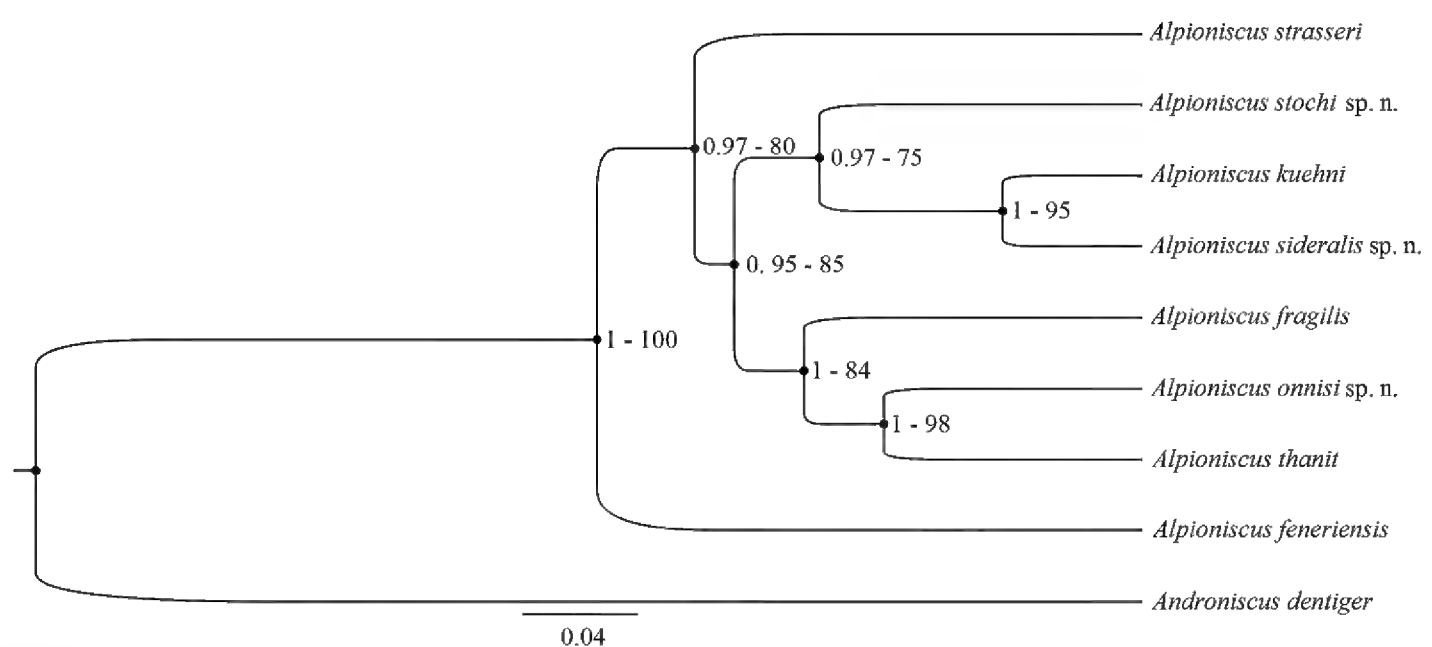 Alpioniscus strasseri
Alpioniscus stochi sp. n.
0.97 - 80
0.97 - 75
Alpioniscus kuehni
1 - 95
Alpioniscus sideralis sp. n.
0. 95 - 85
Alpioniscus fragilis
1 - 100
1 - 84
Alpioniscus onnisi sp. n.
1 - 98
Alpioniscus thanit
Alpioniscus feneriensis
Androniscus dentiger
0.04